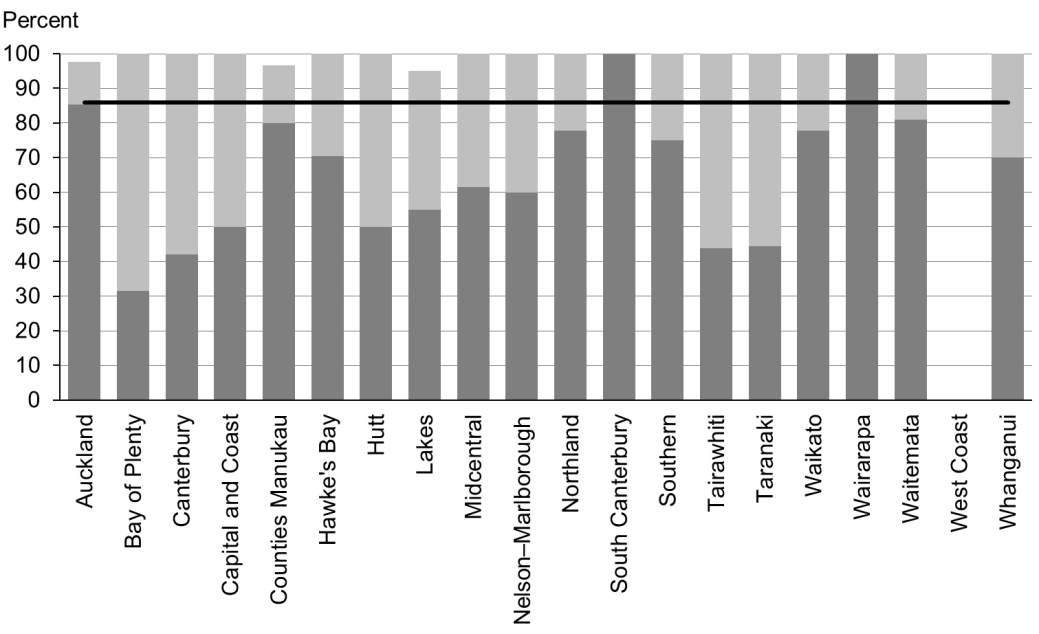 Percent
100
90
80
70
60
50
40
30
20
10
0
Auckland
Bay of Plenty
Canterbury
Capital and Coast
Counties Manukau
Hawke's Bay
Hutt
Lakes
Midcentral
Nelson–Marlborough
Northland
South Canterbury
Southern
Tairawhiti
Taranaki
Waikato
Wairarapa
Waitemata
West Coast
Whanganui